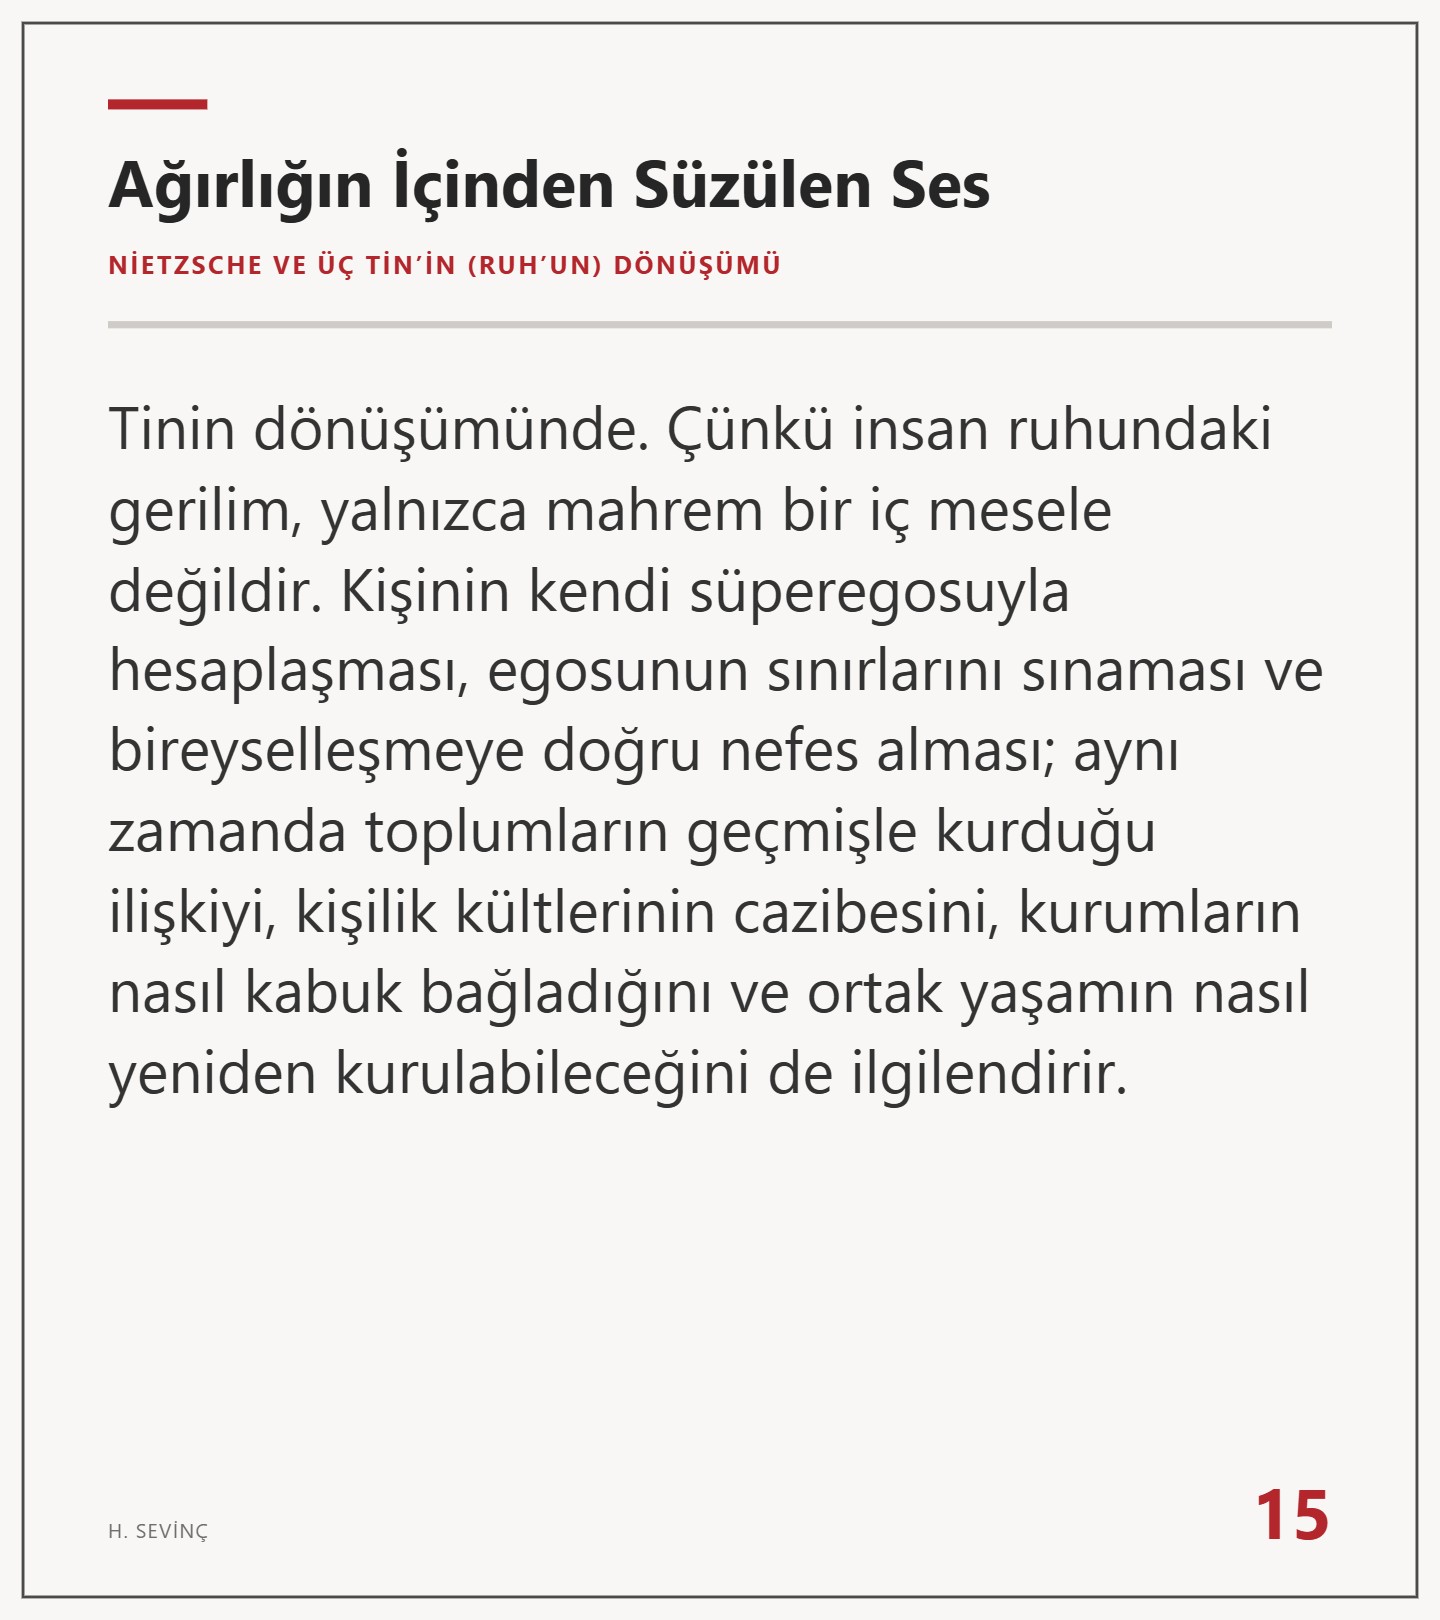 Ağırlığın İçinden Süzülen Ses
NİETZSCHE VE ÜÇ TİN’İN (RUH’UN) DÖNÜŞÜMÜ
Tinin dönüşümünde. Çünkü insan ruhundaki
gerilim, yalnızca mahrem bir iç mesele
değildir. Kişinin kendi süperegosuyla
hesaplaşması, egosunun sınırlarını sınaması ve
bireyselleşmeye doğru nefes alması; aynı
zamanda toplumların geçmişle kurduğu
ilişkiyi, kişilik kültlerinin cazibesini, kurumların
nasıl kabuk bağladığını ve ortak yaşamın nasıl
yeniden kurulabileceğini de ilgilendirir.
H. SEVİNÇ
15